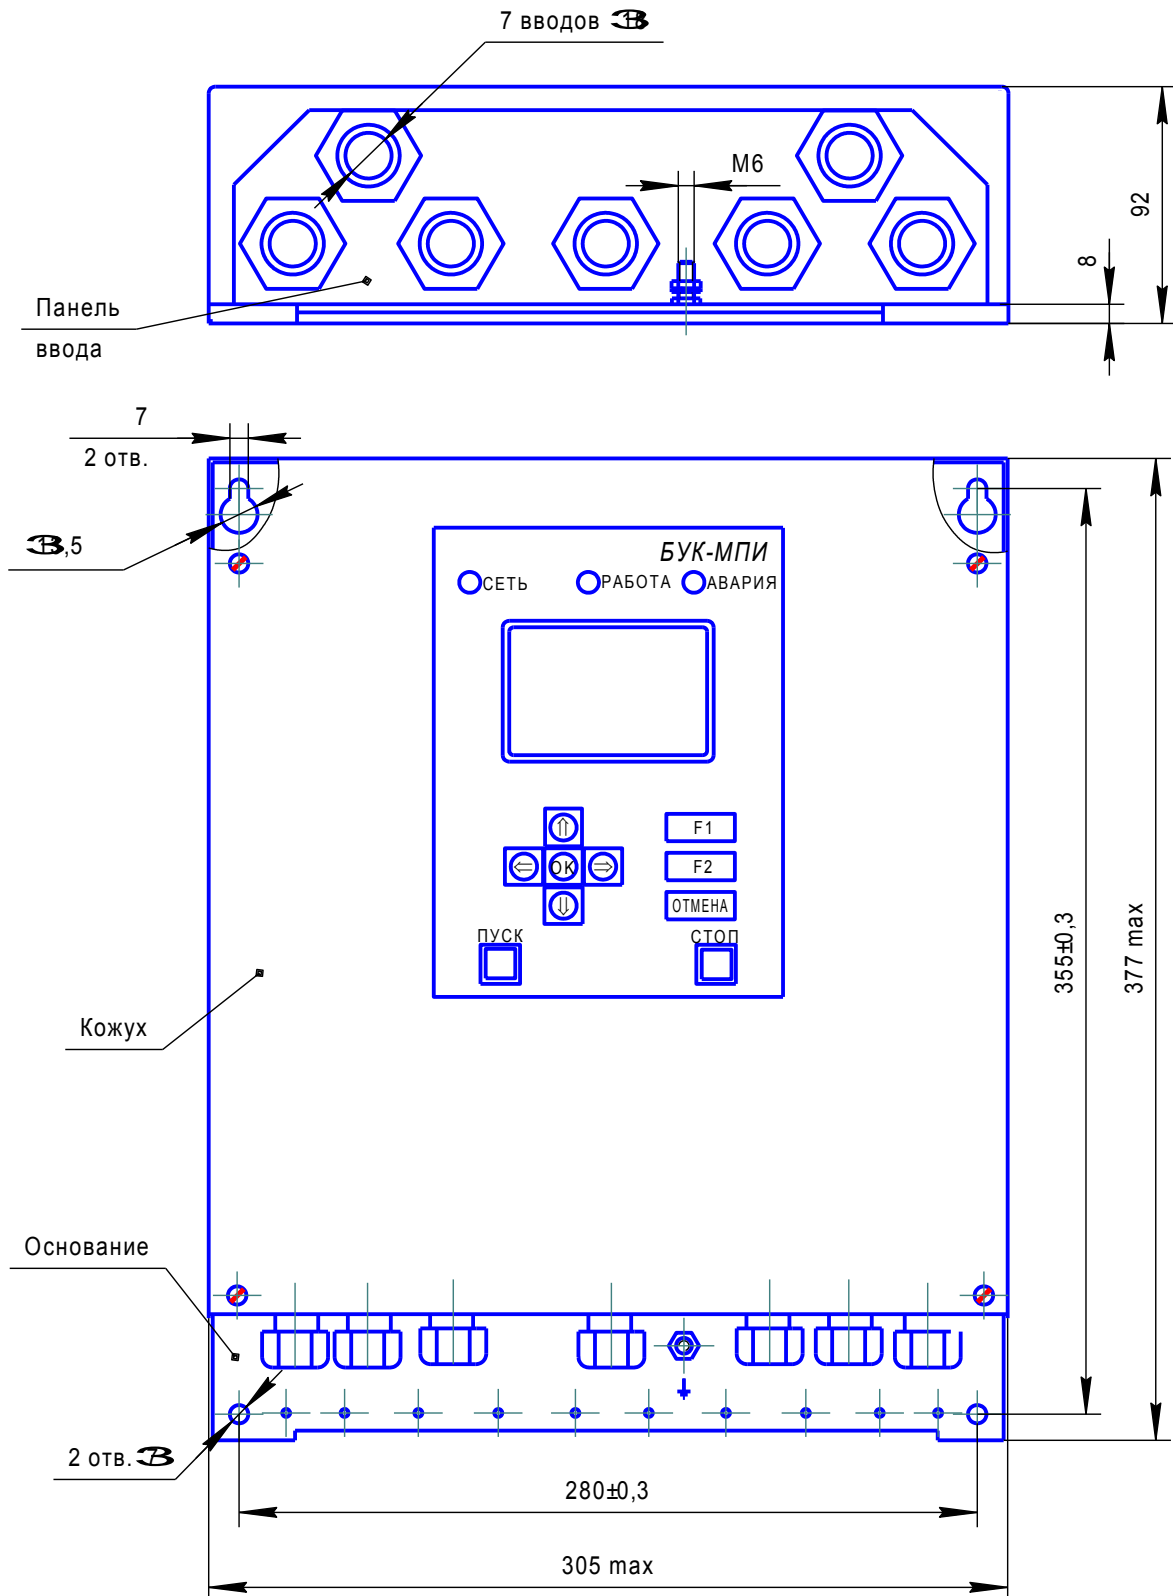 7 вводов
М6
92
8
Панель
ввода
7
2 отв.
,5
БУК-МПИ
СЕТЬ РАБОТА АВАРИЯ
F1
OK F2
ОТМЕНА
ПУСК СТОП
355±0,3
377 max
Кожух
Основание
2 отв.
280±0,3
305 max